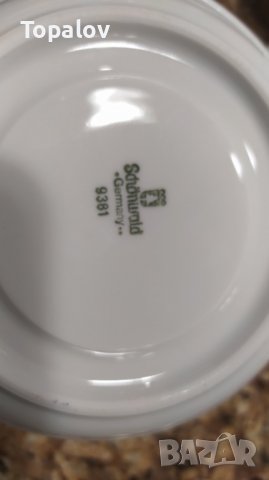 Topalov
Schönwald
Germany
9381
BAZAR